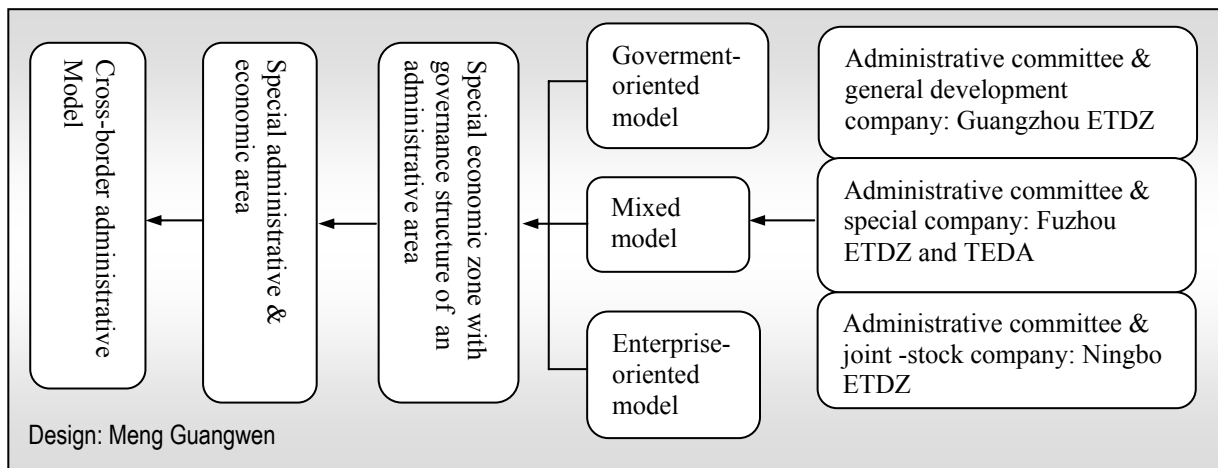 Cross-border administrative
Model
Special administrative &
economic area
Special economic zone with
governance structure of an
administrative area
Goverment-
oriented
model
Mixed
model
Enterprise-
oriented
model
Administrative committee &
general development
company: Guangzhou ETDZ
Administrative committee
& special company: Fuzhou
ETDZ and TEDA
Administrative committee &
joint -stock company: Ningbo
ETDZ
Design: Meng Guangwen